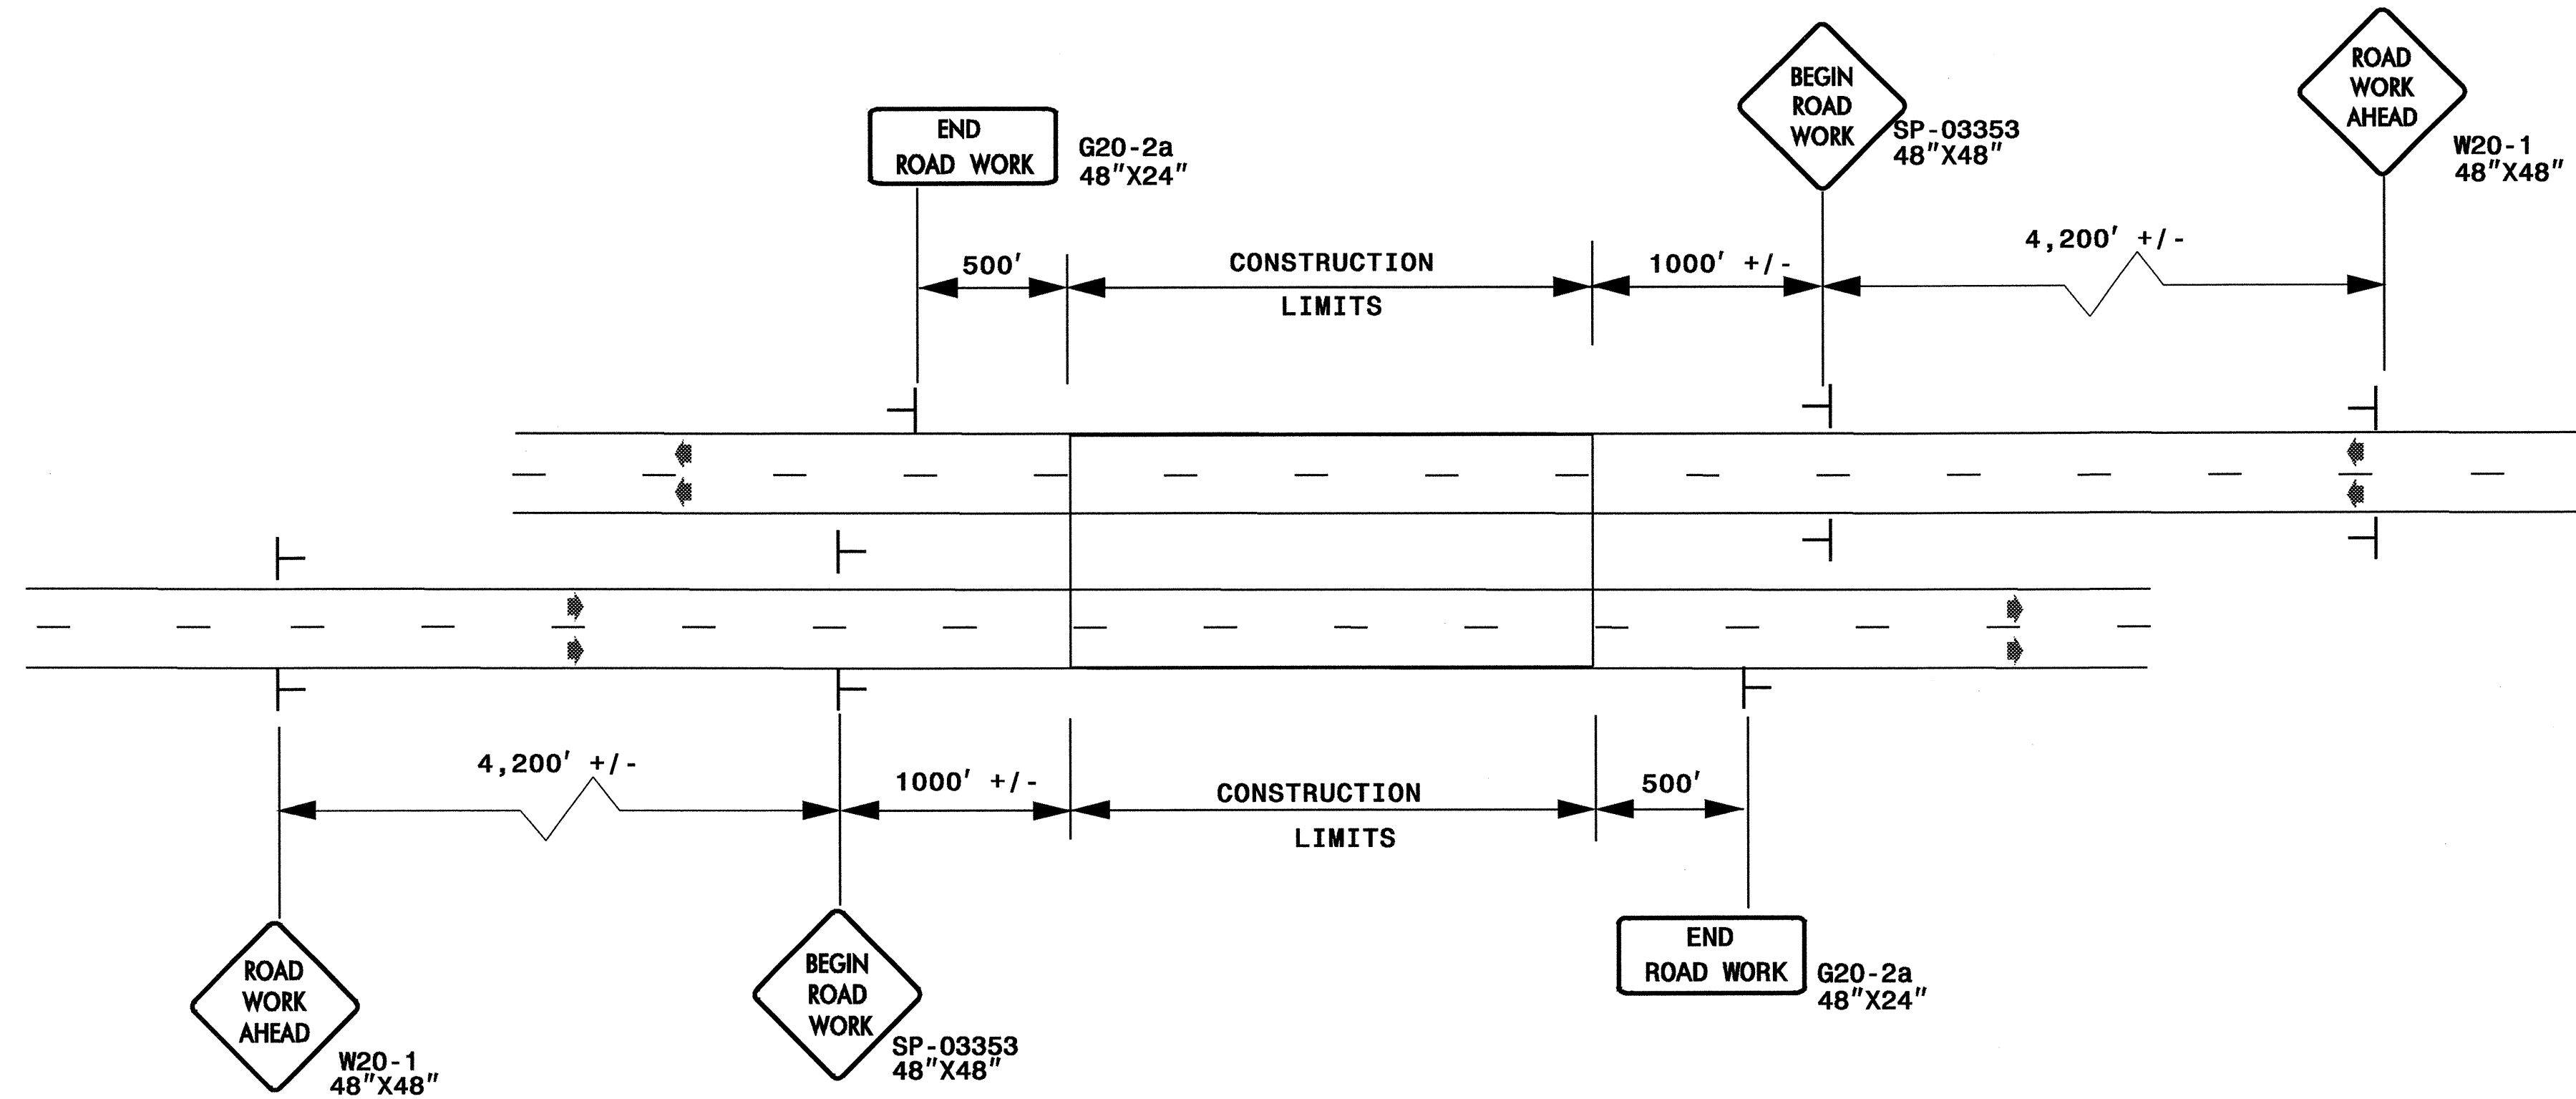 ROAD
WORK
AHEAD
W20-1
48"X48"
BEGIN
ROAD
WORK
SP-03353
48"X48"
END
ROAD WORK
G20-2a
48"X24"
4,200' +/-
500'
CONSTRUCTION
LIMITS
1000' +/-
4,200' +/-
1000' +/-
CONSTRUCTION
LIMITS
500'
ROAD
WORK
AHEAD
W20-1
48"X48"
BEGIN
ROAD
WORK
SP-03353
48"X48"
END
ROAD WORK
G20-2a
48"X24"